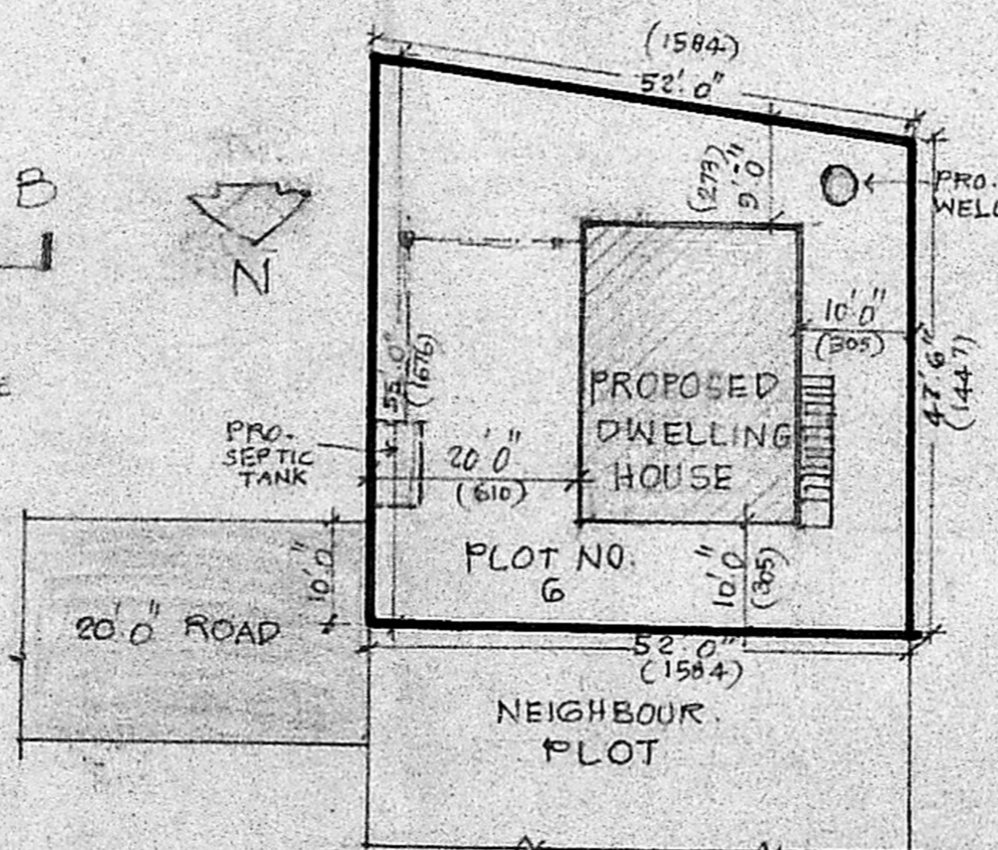 (1584)
52'.0"
B
N
(273)
9'-0"
PRO.
55'.0"
(1676)
10'0"
(305)
47'.6"
(1447)
PROPOSED
DWELLING
HOUSE
PRO-
SEPTIC
TANK
20'0"
(610)
PLOT NO.
6
10'0"
(305)
10'0"
20'0" ROAD
52.0"
(1584)
NEIGHBOUR.
PLOT